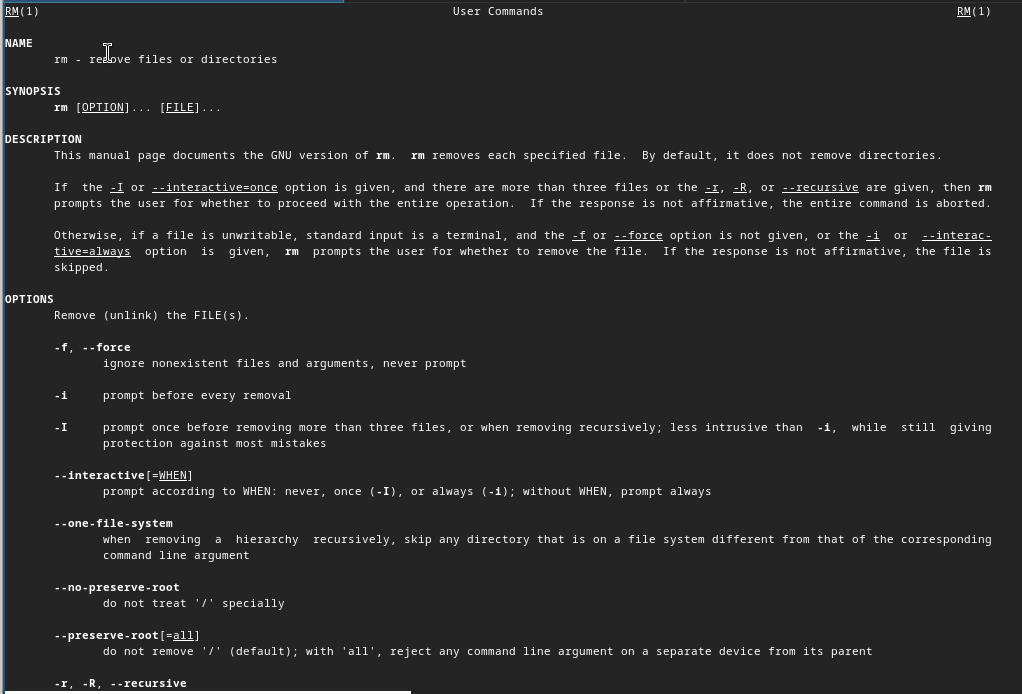 RM(1) User Commands RM(1)
NAME
rm - remove files or directories
SYNOPSIS
rm [OPTION]... [FILE]...
DESCRIPTION
This manual page documents the GNU version of rm. rm removes each specified file. By default, it does not remove directories.
If the -I or --interactive=once option is given, and there are more than three files or the -r, -R, or --recursive are given, then rm
prompts the user for whether to proceed with the entire operation. If the response is not affirmative, the entire command is aborted.
Otherwise, if a file is unwritable, standard input is a terminal, and the -f or --force option is not given, or the -i or --interac-
tive=always option is given, rm prompts the user for whether to remove the file. If the response is not affirmative, the file is
skipped.
OPTIONS
Remove (unlink) the FILE(s).
-f, --force
ignore nonexistent files and arguments, never prompt
-i prompt before every removal
-I prompt once before removing more than three files, or when removing recursively; less intrusive than -i, while still giving
protection against most mistakes
--interactive[=WHEN]
prompt according to WHEN: never, once (-I), or always (-i); without WHEN, prompt always
--one-file-system
when removing a hierarchy recursively, skip any directory that is on a file system different from that of the corresponding
command line argument
--no-preserve-root
do not treat '/' specially
--preserve-root[=all]
do not remove '/' (default); with 'all', reject any command line argument on a separate device from its parent
-r, -R, --recursive